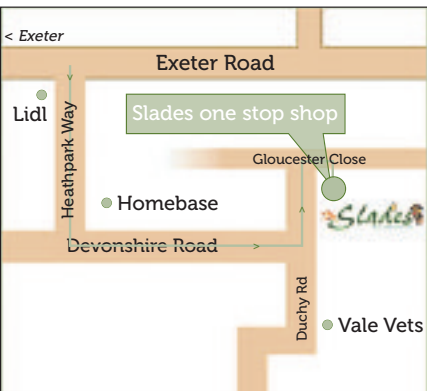 < Exeter
Exeter Road
Lidl
Slades one stop shop
Heathpark Way
Gloucester Close
Homebase
Slades
Devonshire Road
Duchy Rd
Vale Vets